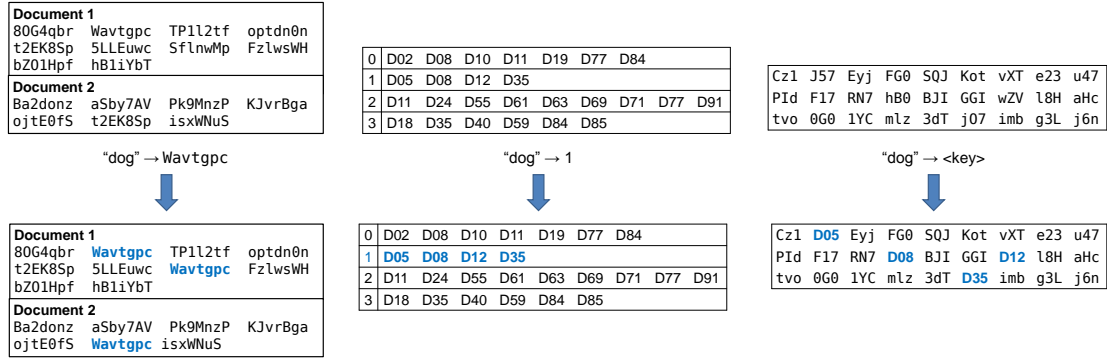 Document 1
8OG4qbr Wavtgpc TP1l2tf optdn0n
t2EK8Sp 5LLEuwc SflnwMp FzlwsWH
bZO1Hpf hB1iYbT
Document 2
Ba2donz aSby7AV Pk9MnzP KJvrBga
ojtE0fS t2EK8Sp isxWNuS
“dog” → Wavtgpc
Document 1
8OG4qbr Wavtgpc TP1l2tf optdn0n
t2EK8Sp 5LLEuwc Wavtgpc FzlwsWH
bZO1Hpf hB1iYbT
Document 2
Ba2donz aSby7AV Pk9MnzP KJvrBga
ojtE0fS Wavtgpc isxWNuS
0 D02 D08 D10 D11 D19 D77 D84
1 D05 D08 D12 D35
2 D11 D24 D55 D61 D63 D69 D71 D77 D91
3 D18 D35 D40 D59 D84 D85
“dog” → 1
0 D02 D08 D10 D11 D19 D77 D84
1 D05 D08 D12 D35
2 D11 D24 D55 D61 D63 D69 D71 D77 D91
3 D18 D35 D40 D59 D84 D85
Cz1 J57 Eyj FG0 SQJ Kot vXT e23 u47
PId F17 RN7 hB0 BJI GGI wZV l8H aHc
tvo 0G0 1YC mlz 3dT jO7 imb g3L j6n
“dog” → <key>
Cz1 D05 Eyj FG0 SQJ Kot vXT e23 u47
PId F17 RN7 D08 BJI GGI D12 l8H aHc
tvo 0G0 1YC mlz 3dT D35 imb g3L j6n